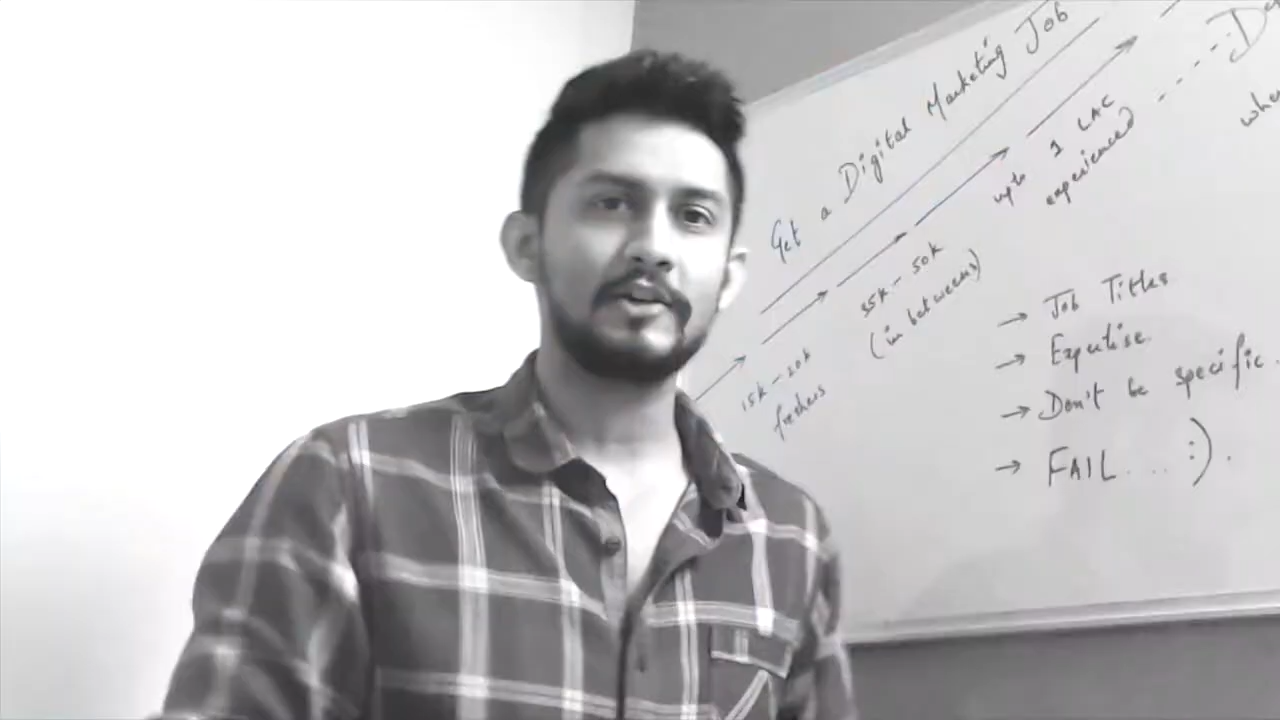 Get a Digital Marketing Job
15k - 20k
freshers
35k - 50k
(in betweens)
upto 1 LAC
experienced
→ Job Titles
→ Expertise.
→ Don't be specific.
→ FAIL.... :).